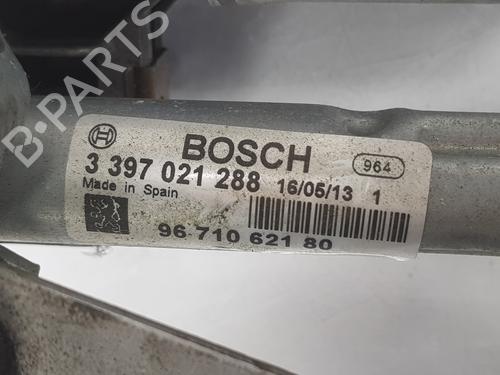 B-PARTS
BOSCH
964
3 397 021 288 16/05/13 1
Made in Spain
96 710 621 80